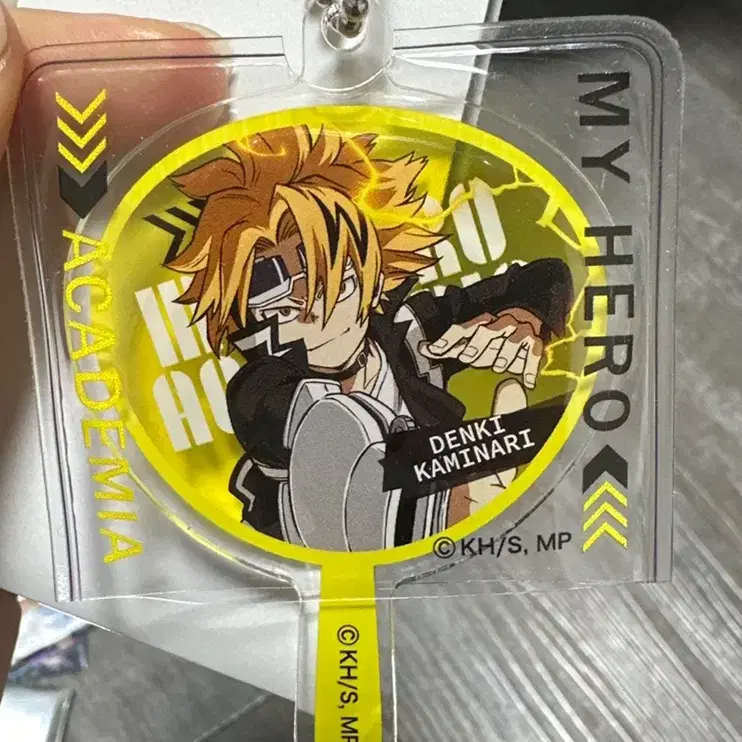 MY HERO
ACADEMIA
DENKI
KAMINARI
©KH/S, MP
©KH/S, MP